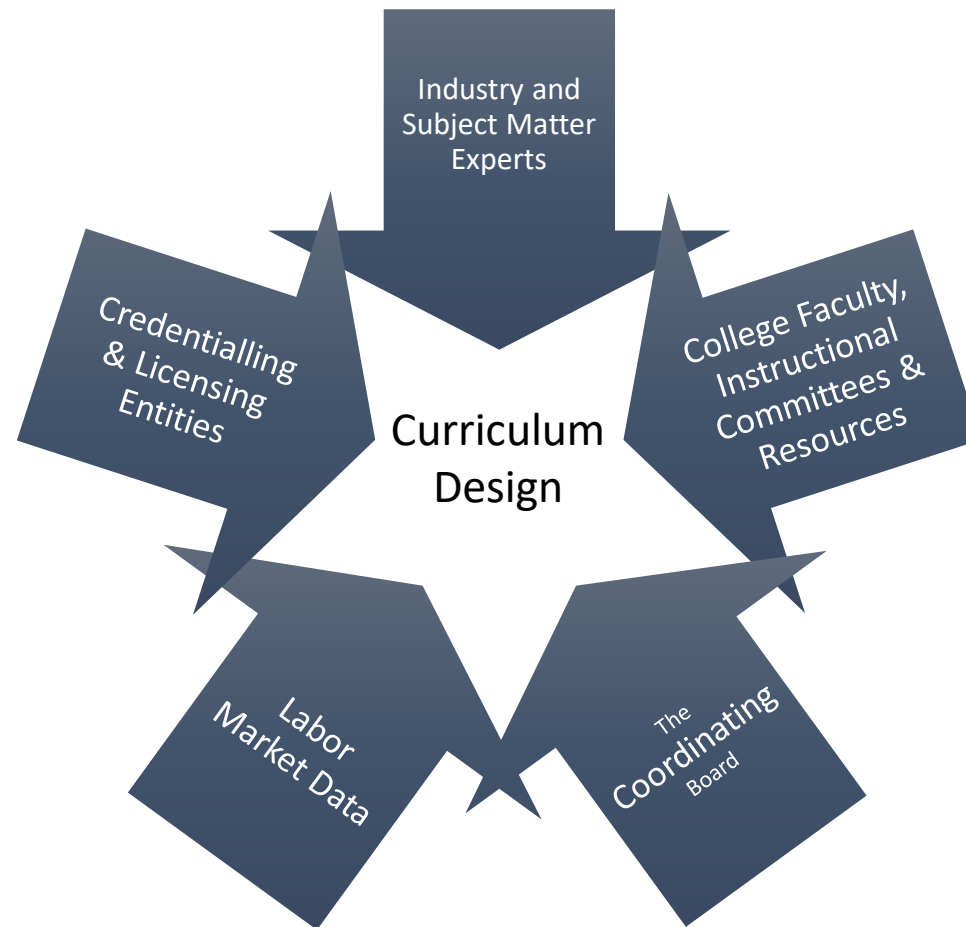 Industry and
Subject Matter
Experts
Credentialling
& Licensing
Entities
College Faculty,
Instructional
Committees &
Resources
Curriculum
Design
Labor
Market Data
The
Coordinating
Board